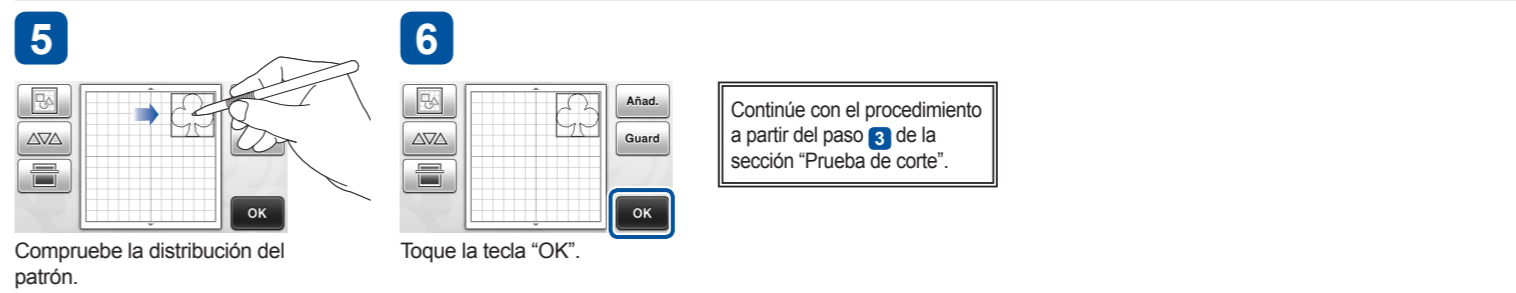 5
OK
Compruebe la distribución del
patrón.
6
Añad.
Guard
OK
Toque la tecla “OK”.
Continúe con el procedimiento
a partir del paso 3 de la
sección “Prueba de corte”.